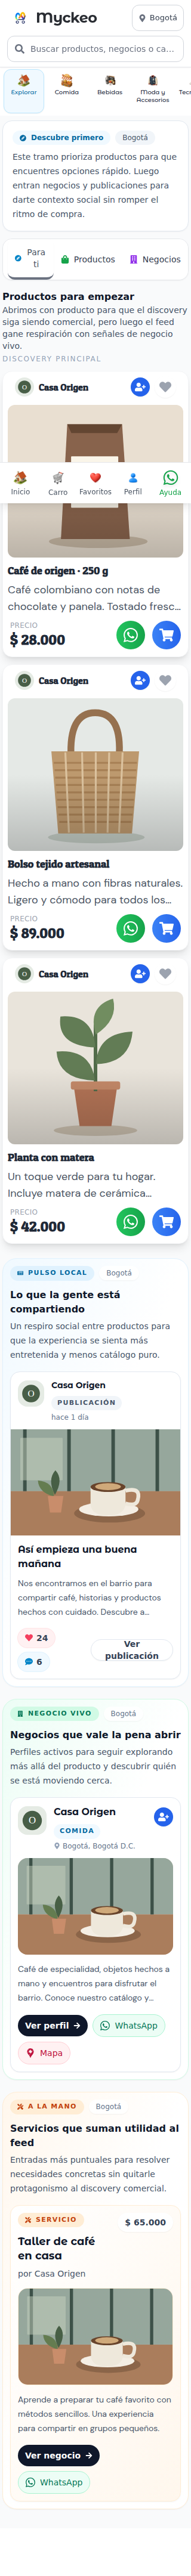 Myckeo
Bogotá
Buscar productos, negocios o ca...
Explorar
Comida
Bebidas
Moda y
Accesorios
Descubre primero
Bogotá
Este tramo prioriza productos para que
encuentres opciones rápido. Luego
entran negocios y publicaciones para
darte contexto social sin romper el
ritmo de compra.
Para
ti
Productos
Negocios
Productos para empezar
Abrimos con producto para que el discovery
siga siendo comercial, pero luego el feed
gane respiración con señales de negocio
vivo.
DISCOVERY PRINCIPAL
Casa Origen
Inicio
Carro
Favoritos
Perfil
Ayuda
Café de origen · 250 g
Café colombiano con notas de
chocolate y panela. Tostado fresc...
PRECIO
$ 28.000
Casa Origen
Bolso tejido artesanal
Hecho a mano con fibras naturales.
Ligero y cómodo para todos los...
PRECIO
$ 89.000
Casa Origen
Planta con matera
Un toque verde para tu hogar.
Incluye matera de cerámica...
PRECIO
$ 42.000
PULSO LOCAL
Bogotá
Lo que la gente está
compartiendo
Un respiro social entre productos para
que la experiencia se sienta más
entretenida y menos catálogo puro.
Casa Origen
PUBLICACIÓN
hace 1 día
Así empieza una buena
mañana
Nos encontramos en el barrio para
compartir café, historias y productos
hechos con cuidado. Descubre a...
24
6
Ver
publicación
NEGOCIO VIVO
Bogotá
Negocios que vale la pena abrir
Perfiles activos para seguir explorando
más allá del producto y descubrir quién
se está moviendo cerca.
Casa Origen
COMIDA
Bogotá, Bogotá D.C.
Café de especialidad, objetos hechos a
mano y encuentros para disfrutar el
barrio. Conoce nuestro catálogo y...
Ver perfil →
WhatsApp
Mapa
A LA MANO
Bogotá
Servicios que suman utilidad al
feed
Entradas más puntuales para resolver
necesidades concretas sin quitarle
protagonismo al discovery comercial.
SERVICIO
$ 65.000
Taller de café
en casa
por Casa Origen
Aprende a preparar tu café favorito con
métodos sencillos. Una experiencia
para compartir en grupos pequeños.
Ver negocio →
WhatsApp